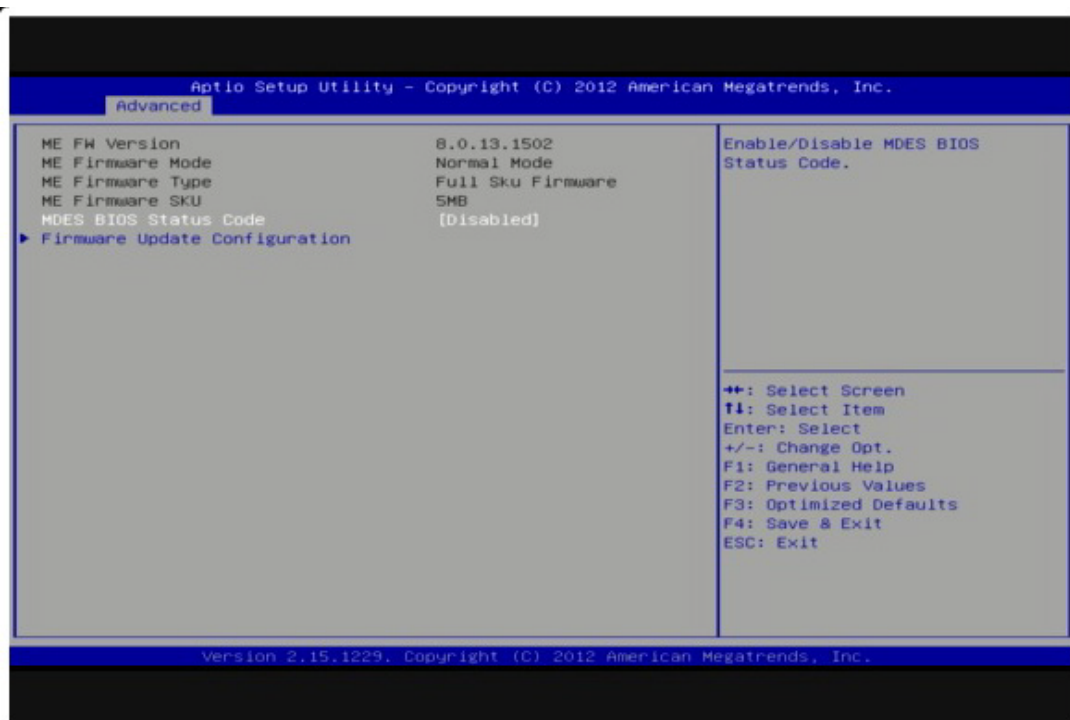 Aptio Setup Utility – Copyright (C) 2012 American Megatrends, Inc.
Advanced
ME FW Version 8.0.13.1502
ME Firmware Mode Normal Mode
ME Firmware Type Full Sku Firmware
ME Firmware SKU 5MB
MDES BIOS Status Code [Disabled]
▶ Firmware Update Configuration
Enable/Disable MDES BIOS
Status Code.
→←: Select Screen
↑↓: Select Item
Enter: Select
+/-: Change Opt.
F1: General Help
F2: Previous Values
F3: Optimized Defaults
F4: Save & Exit
ESC: Exit
Version 2.15.1229. Copyright (C) 2012 American Megatrends, Inc.